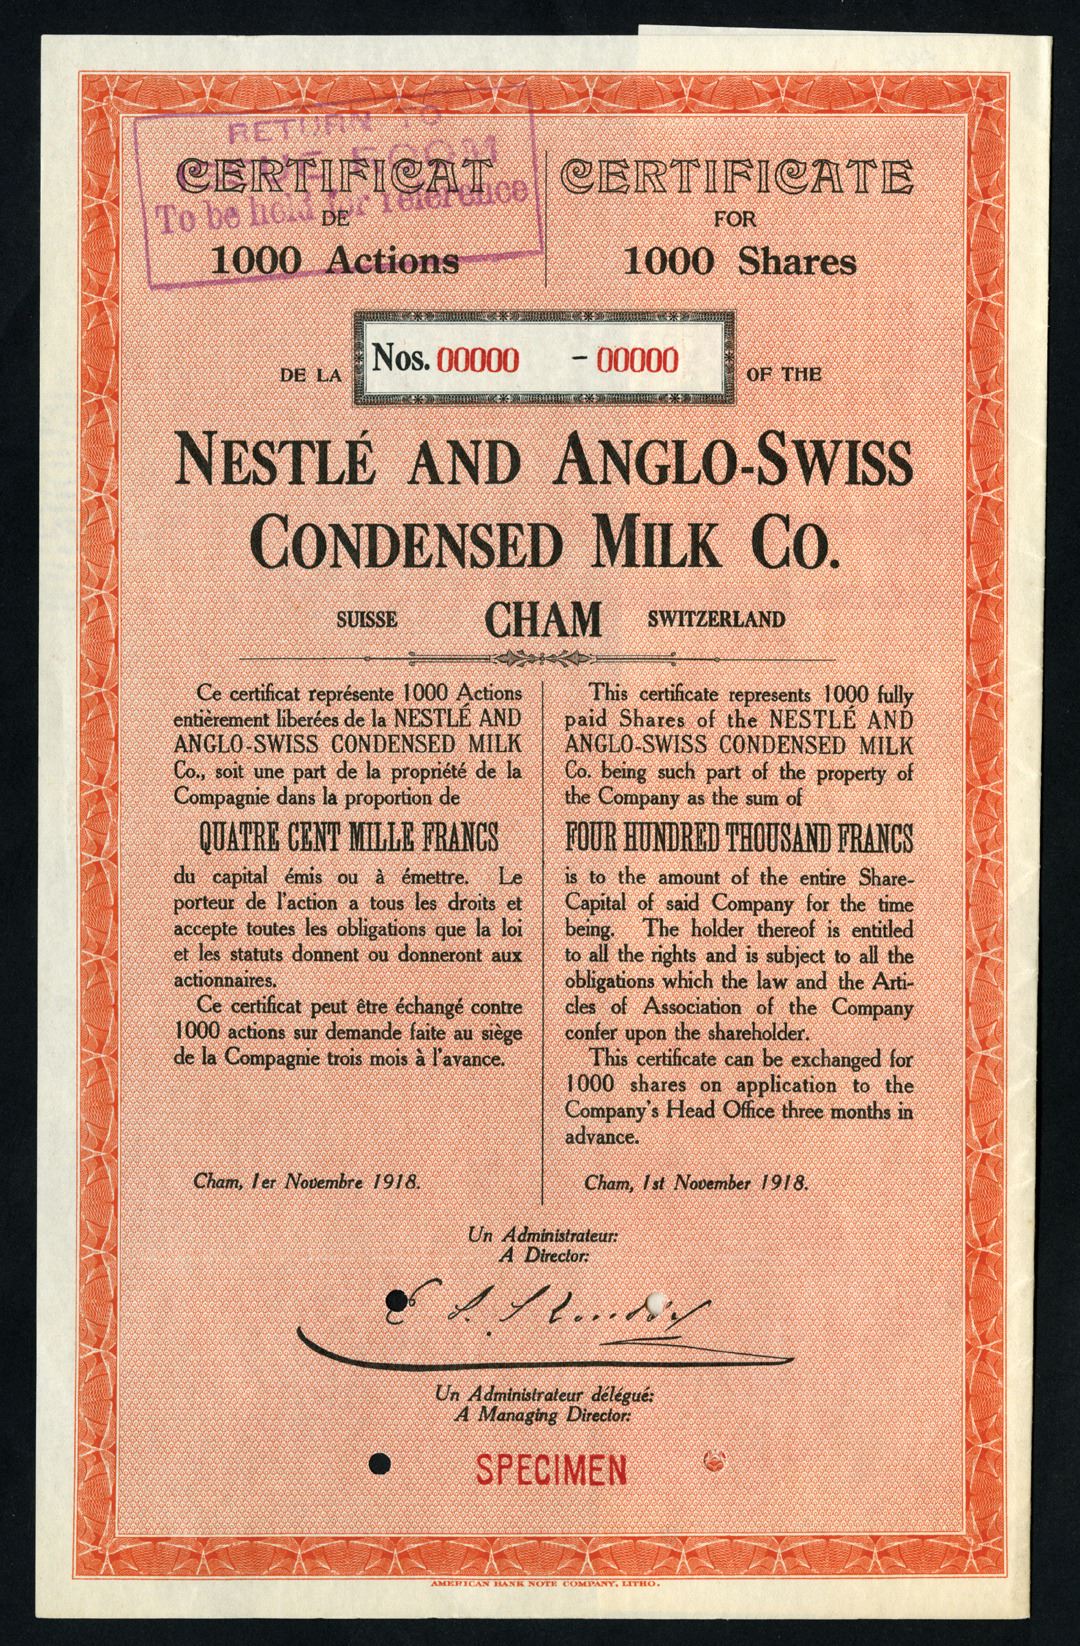 RETURN TO
ROOM
To be held for reference
CERTIFICAT
DE
1000 Actions
CERTIFICATE
FOR
1000 Shares
DE LA
Nos. 00000 - 00000
OF THE
NESTLÉ AND ANGLO-SWISS
CONDENSED MILK CO.
SUISSE CHAM SWITZERLAND
Ce certificat représente 1000 Actions
entièrement liberées de la NESTLÉ AND
ANGLO-SWISS CONDENSED MILK
Co., soit une part de la propriété de la
Compagnie dans la proportion de
QUATRE CENT MILLE FRANCS
du capital émis ou à émettre. Le
porteur de l'action a tous les droits et
accepte toutes les obligations que la loi
et les statuts donnent ou donneront aux
actionnaires.
Ce certificat peut être échangé contre
1000 actions sur demande faite au siège
de la Compagnie trois mois à l'avance.
Cham, 1er Novembre 1918.
This certificate represents 1000 fully
paid Shares of the NESTLÉ AND
ANGLO-SWISS CONDENSED MILK
Co. being such part of the property of
the Company as the sum of
FOUR HUNDRED THOUSAND FRANCS
is to the amount of the entire Share-
Capital of said Company for the time
being. The holder thereof is entitled
to all the rights and is subject to all the
obligations which the law and the Arti-
cles of Association of the Company
confer upon the shareholder.
This certificate can be exchanged for
1000 shares on application to the
Company's Head Office three months in
advance.
Cham, 1st November 1918.
Un Administrateur:
A Director:
Un Administrateur délégué:
A Managing Director:
SPECIMEN
AMERICAN BANK NOTE COMPANY, LITHO.